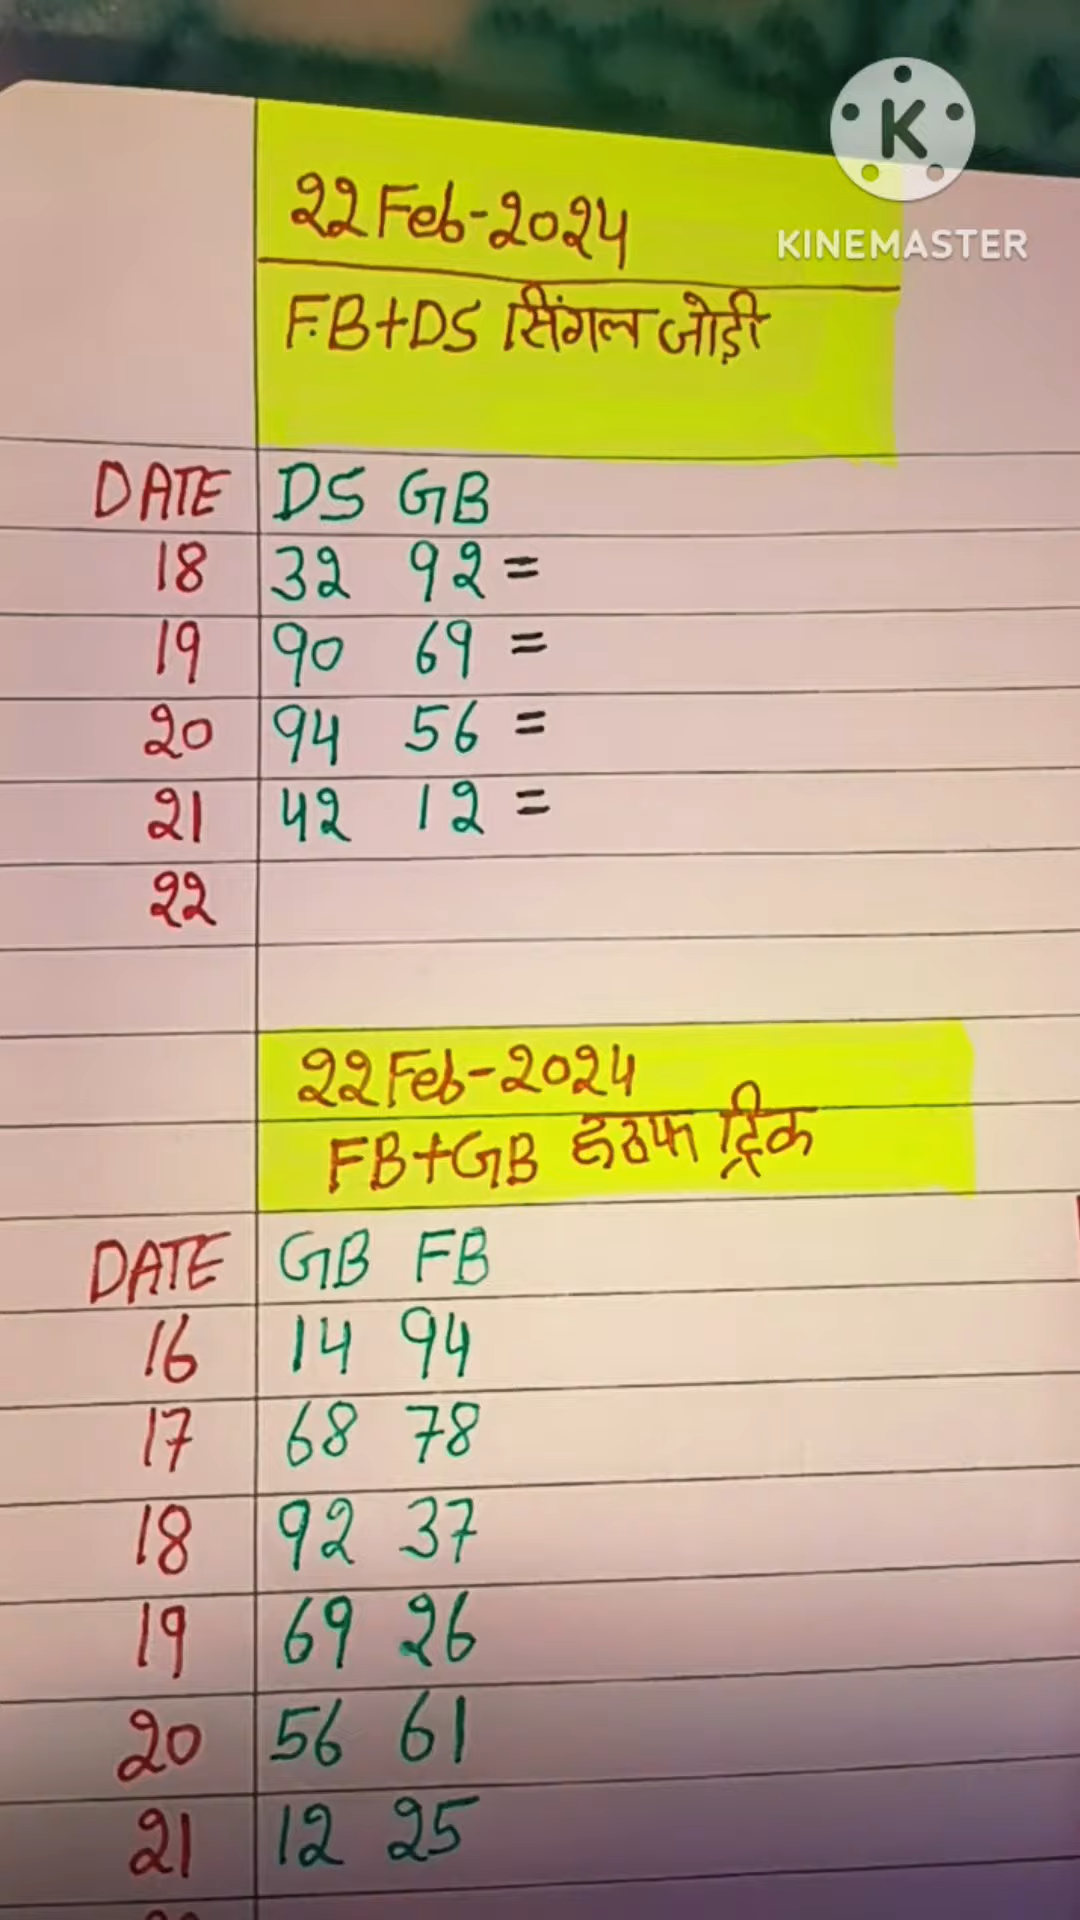 KINEMASTER
22 Feb-2024
F.B+DS सिंगल जोड़ी
DATE DS GB
18 32 92 =
19 90 69 =
20 94 56 =
21 42 12 =
22
22 Feb-2024
FB+GB हरुफ ट्रिक
DATE GB FB
16 14 94
17 68 78
18 92 37
19 69 26
20 56 61
21 12 25